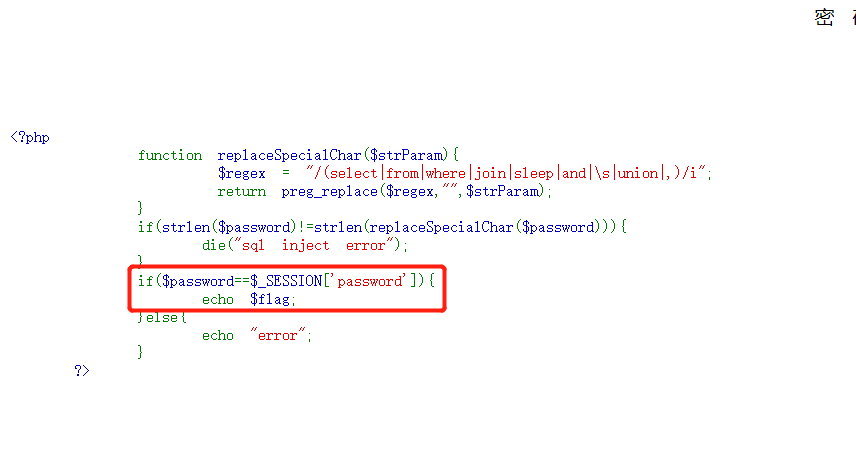 密
<?php
function replaceSpecialChar($strParam){
$regex = "/(select|from|where|join|sleep|and|\s|union|,)/i";
return preg_replace($regex,"",$strParam);
}
if(strlen($password)!=strlen(replaceSpecialChar($password))){
die("sql inject error");
}
if($password==$_SESSION['password']){
echo $flag;
}else{
echo "error";
}
?>